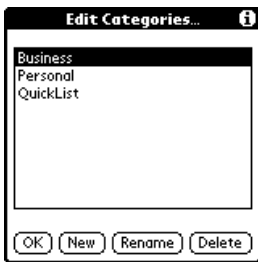 Edit Categories...
Business
Personal
QuickList
OK New Rename Delete